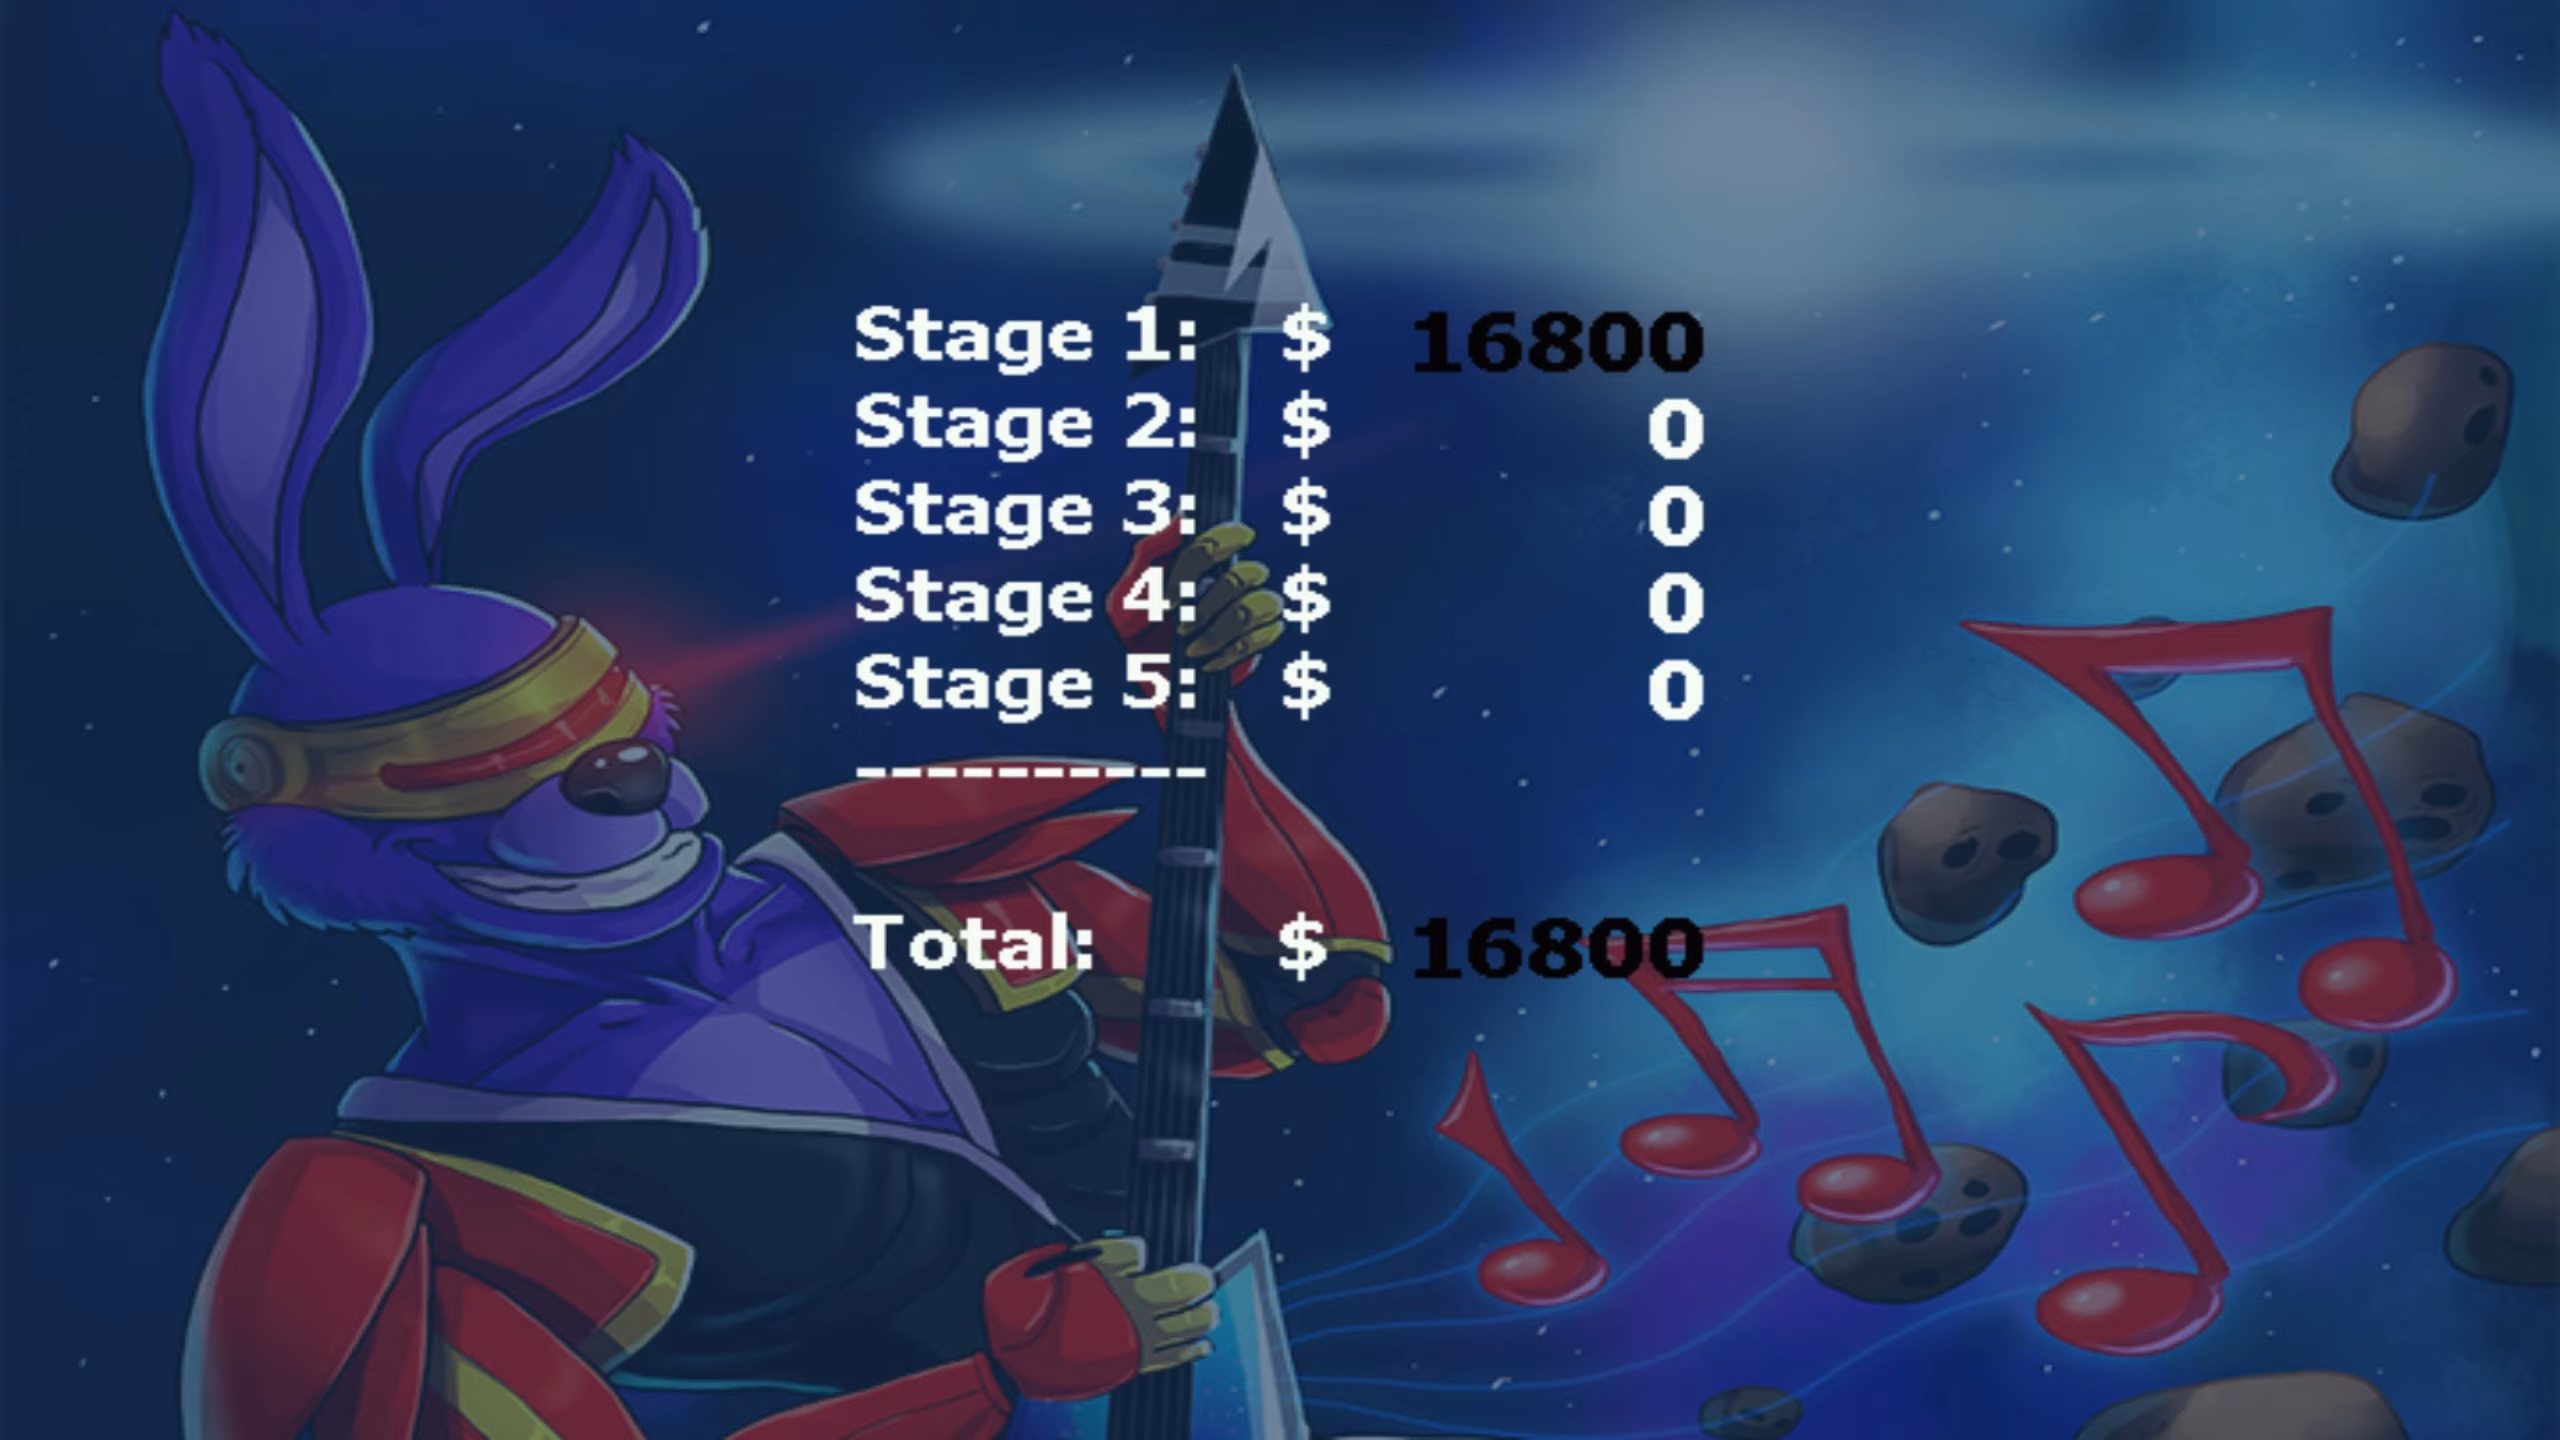 Stage 1: $ 16800
Stage 2: $ 0
Stage 3: $ 0
Stage 4: $ 0
Stage 5: $ 0
-----------
Total: $ 16800